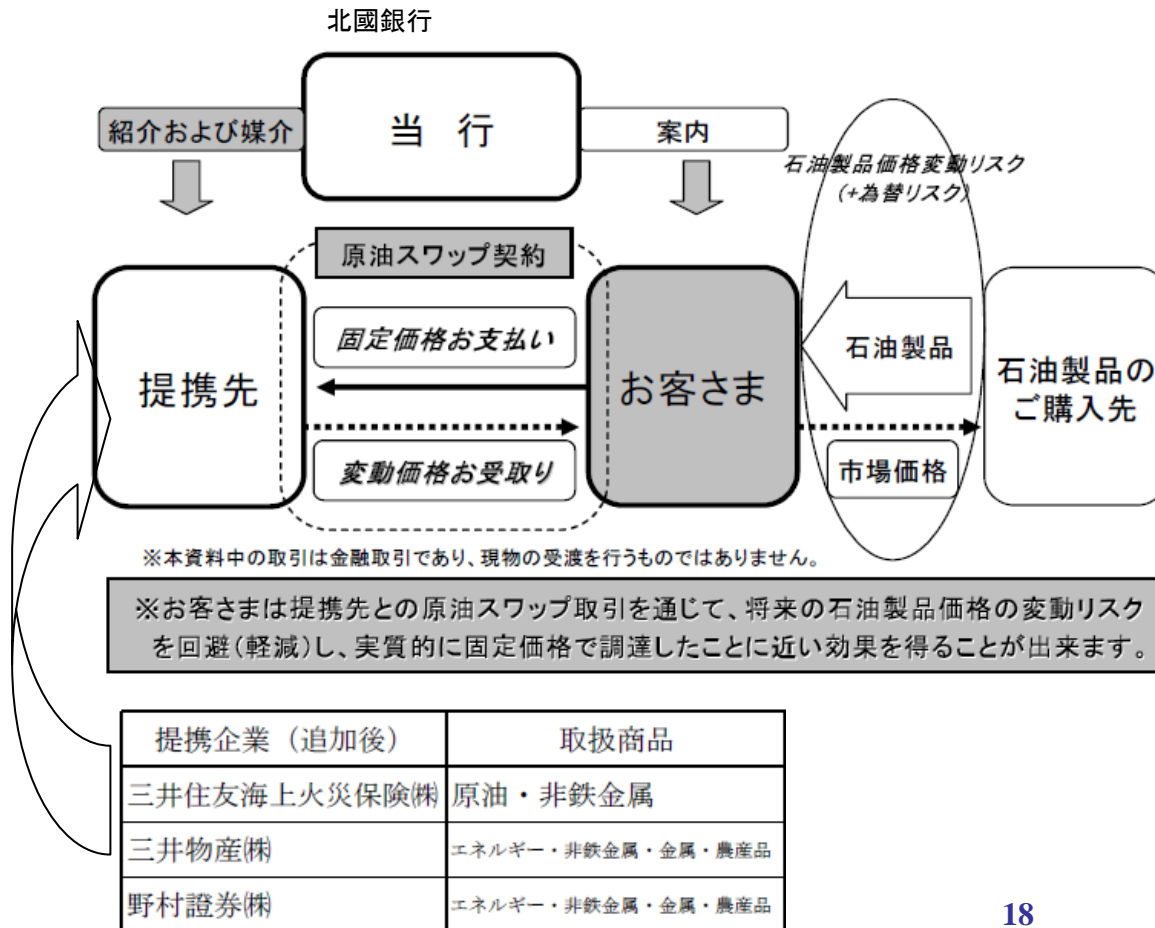 北國銀行
当 行
紹介および媒介
案内
石油製品価格変動リスク
(+為替リスク)
原油スワップ契約
固定価格お支払い
提携先
お客さま
石油製品
石油製品の
ご購入先
変動価格お受取り
市場価格
※本資料中の取引は金融取引であり、現物の受渡を行うものではありません。
※お客さまは提携先との原油スワップ取引を通じて、将来の石油製品価格の変動リスク
を回避(軽減)し、実質的に固定価格で調達したことに近い効果を得ることが出来ます。
提携企業（追加後） 取扱商品
三井住友海上火災保険㈱ 原油・非鉄金属
三井物産㈱ エネルギー・非鉄金属・金属・農産品
野村證券㈱ エネルギー・非鉄金属・金属・農産品
18